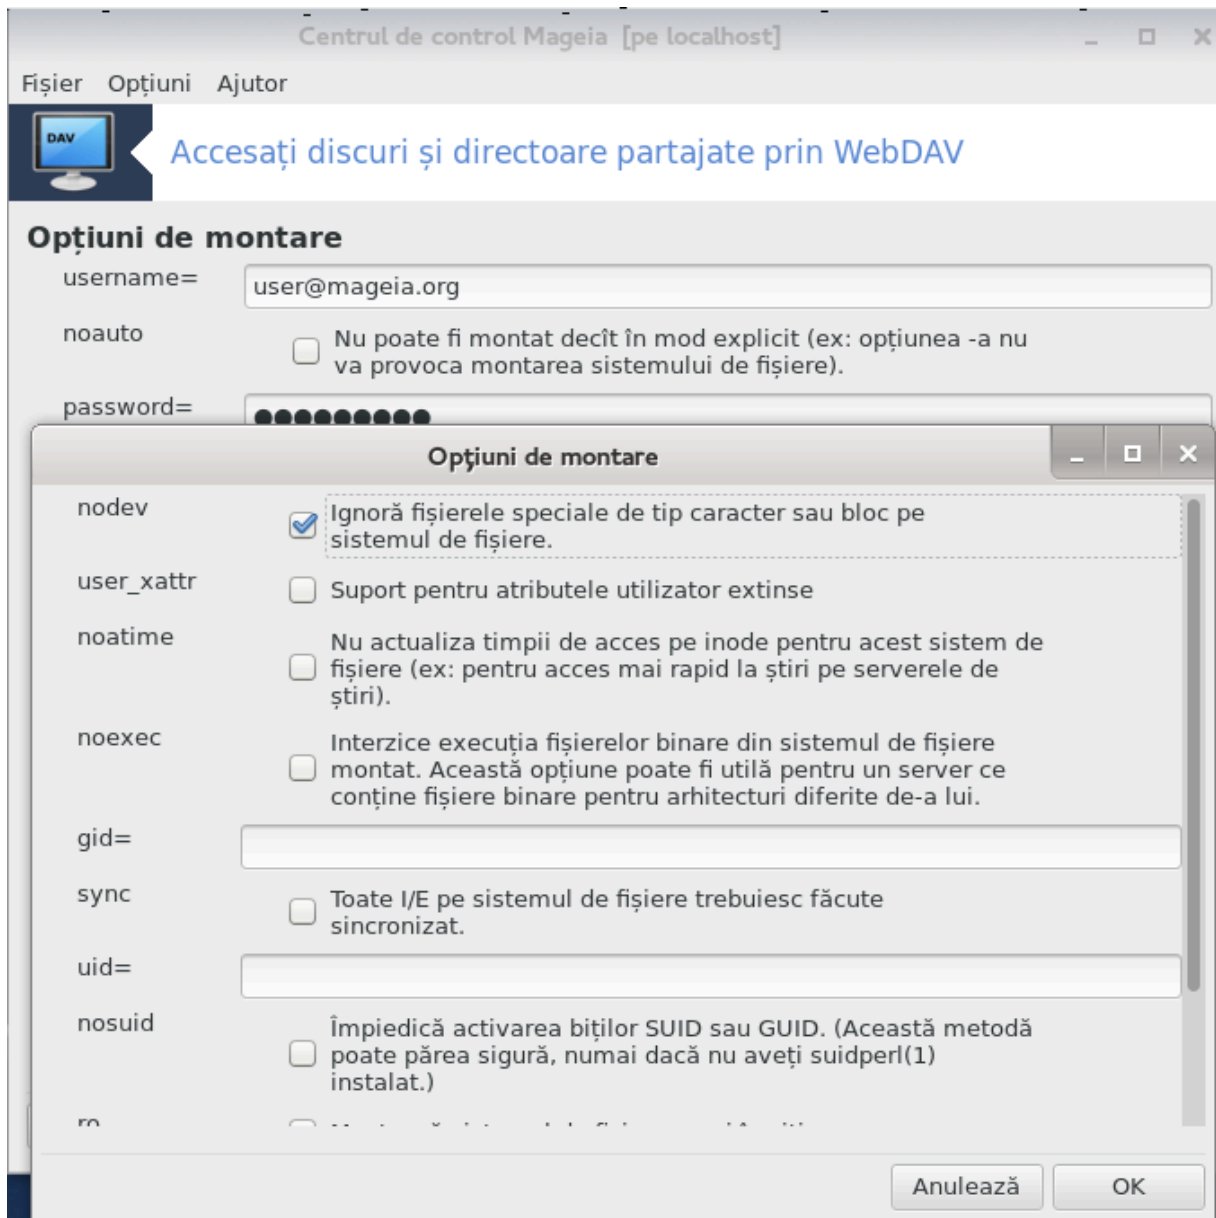 Centrul de control Mageia [pe localhost]
Fișier Opțiuni Ajutor
DAV
Accesați discuri și directoare partajate prin WebDAV
Opțiuni de montare
username=
user@mageia.org
noauto
Nu poate fi montat decît în mod explicit (ex: opțiunea -a nu
va provoca montarea sistemului de fișiere).
password=
●●●●●●●●●
Opțiuni de montare
nodev
Ignoră fișierele speciale de tip caracter sau bloc pe
sistemul de fișiere.
user_xattr
Suport pentru atributele utilizator extinse
noatime
Nu actualiza timpii de acces pe inode pentru acest sistem de
fișiere (ex: pentru acces mai rapid la știri pe serverele de
știri).
noexec
Interzice execuția fișierelor binare din sistemul de fișiere
montat. Această opțiune poate fi utilă pentru un server ce
conține fișiere binare pentru arhitecturi diferite de-a lui.
gid=
sync
Toate I/E pe sistemul de fișiere trebuiesc făcute
sincronizat.
uid=
nosuid
Împiedică activarea biților SUID sau GUID. (Această metodă
poate părea sigură, numai dacă nu aveți suidperl(1)
instalat.)
ro
Anulează
OK